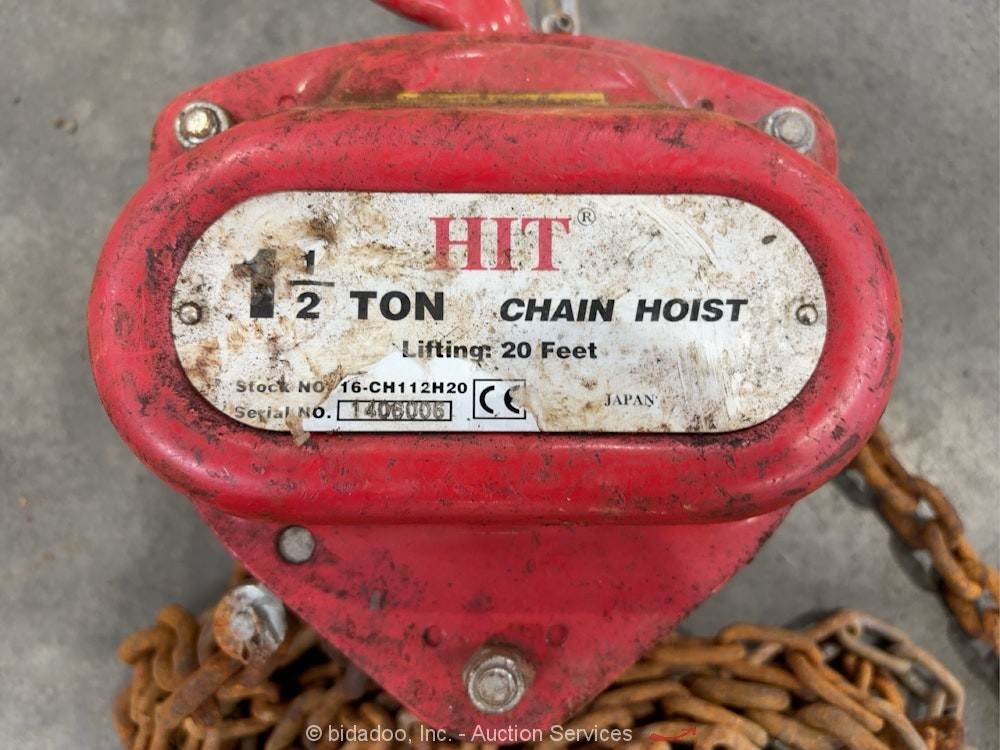 HIT®
1 1/2 TON CHAIN HOIST
Lifting: 20 Feet
Stock NO. 16-CH112H20
Serial NO. 1406006 CE
JAPAN
© bidadoo, Inc. - Auction Services